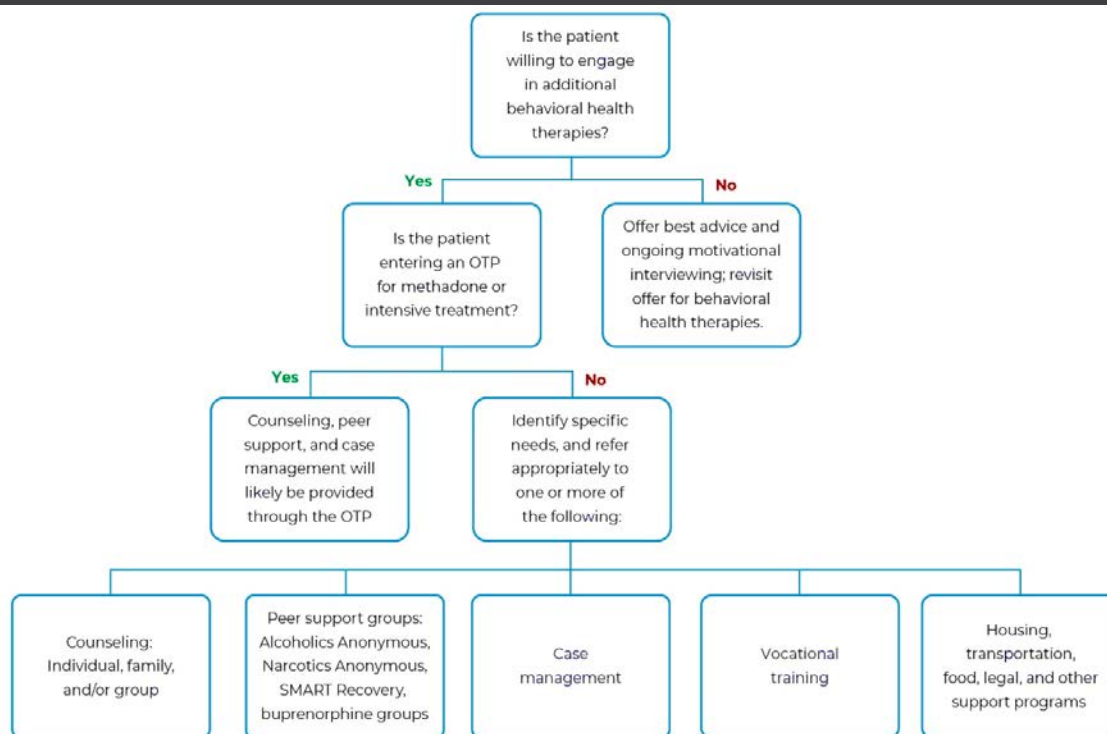 Is the patient
willing to engage
in additional
behavioral health
therapies?
Yes
No
Is the patient
entering an OTP
for methadone or
intensive treatment?
Offer best advice and
ongoing motivational
interviewing; revisit
offer for behavioral
health therapies.
Yes
No
Counseling, peer
support, and case
management will
likely be provided
through the OTP
Identify specific
needs, and refer
appropriately to
one or more of
the following:
Counseling:
Individual, family,
and/or group
Peer support groups:
Alcoholics Anonymous,
Narcotics Anonymous,
SMART Recovery,
buprenorphine groups
Case
management
Vocational
training
Housing,
transportation,
food, legal, and other
support programs